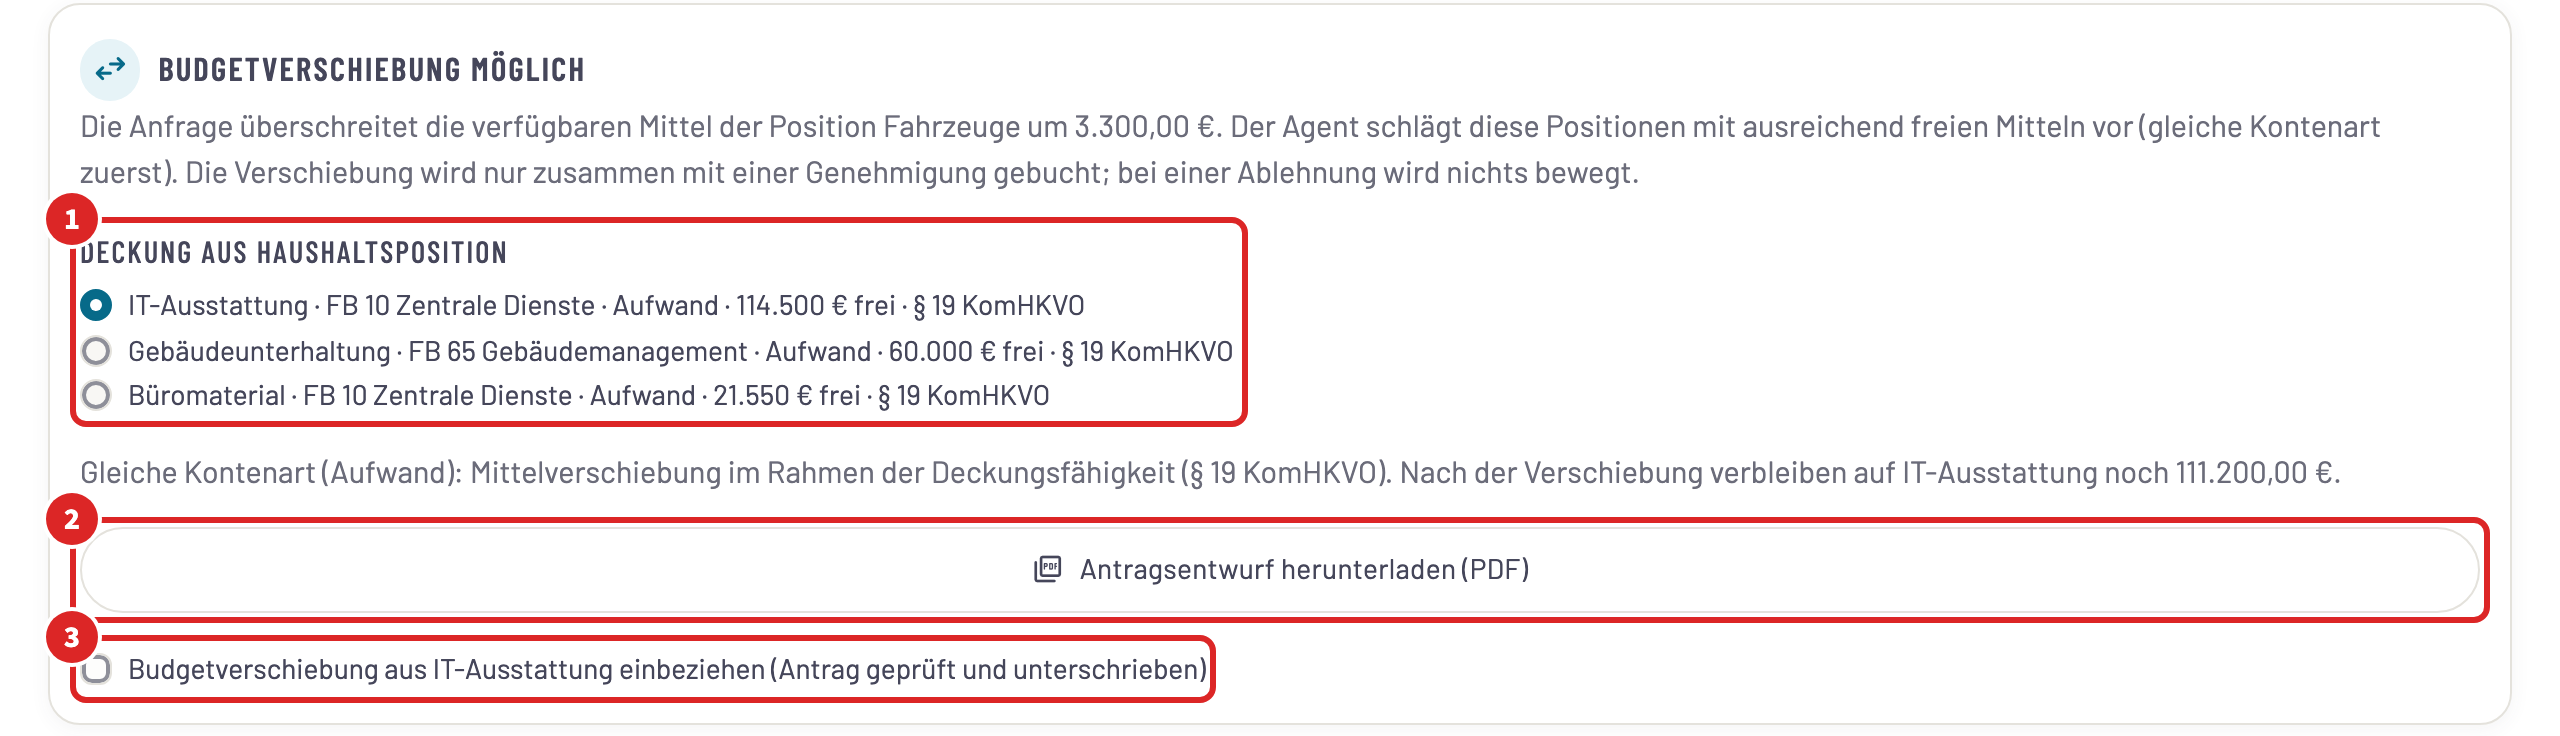 BUDGETVERSCHIEBUNG MÖGLICH
Die Anfrage überschreitet die verfügbaren Mittel der Position Fahrzeuge um 3.300,00 €. Der Agent schlägt diese Positionen mit ausreichend freien Mitteln vor (gleiche Kontenart
zuerst). Die Verschiebung wird nur zusammen mit einer Genehmigung gebucht; bei einer Ablehnung wird nichts bewegt.
1
DECKUNG AUS HAUSHALTSPOSITION
IT-Ausstattung · FB 10 Zentrale Dienste · Aufwand · 114.500 € frei · § 19 KomHKVO
Gebäudeunterhaltung · FB 65 Gebäudemanagement · Aufwand · 60.000 € frei · § 19 KomHKVO
Büromaterial · FB 10 Zentrale Dienste · Aufwand · 21.550 € frei · § 19 KomHKVO
Gleiche Kontenart (Aufwand): Mittelverschiebung im Rahmen der Deckungsfähigkeit (§ 19 KomHKVO). Nach der Verschiebung verbleiben auf IT-Ausstattung noch 111.200,00 €.
2
PDF Antragsentwurf herunterladen (PDF)
3
Budgetverschiebung aus IT-Ausstattung einbeziehen (Antrag geprüft und unterschrieben)